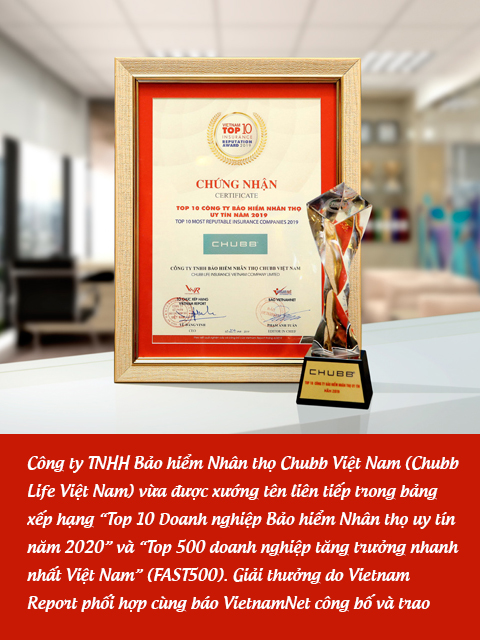 VIETNAM
TOP 10
INSURANCE
REPUTATION
AWARD 2019
CHỨNG NHẬN
CERTIFICATE
TOP 10 CÔNG TY BẢO HIỂM NHÂN THỌ
UY TÍN NĂM 2019
TOP 10 MOST REPUTABLE INSURANCE COMPANIES 2019
CHUBB
CÔNG TY TNHH BẢO HIỂM NHÂN THỌ CHUBB VIỆT NAM
CHUBB LIFE INSURANCE VIETNAM COMPANY LIMITED
VIETNAM REPORT
BÁO VIETNAMNET
CHUBB
TOP 10 CÔNG TY BẢO HIỂM NHÂN THỌ UY TÍN
NĂM 2019
Công ty TNHH Bảo hiểm Nhân thọ Chubb Việt Nam (Chubb
Life Việt Nam) vừa được xướng tên liên tiếp trong bảng
xếp hạng “Top 10 Doanh nghiệp Bảo hiểm Nhân thọ uy tín
năm 2020” và “Top 500 doanh nghiệp tăng trưởng nhanh
nhất Việt Nam” (FAST500). Giải thưởng do Vietnam
Report phối hợp cùng báo VietnamNet công bố và trao